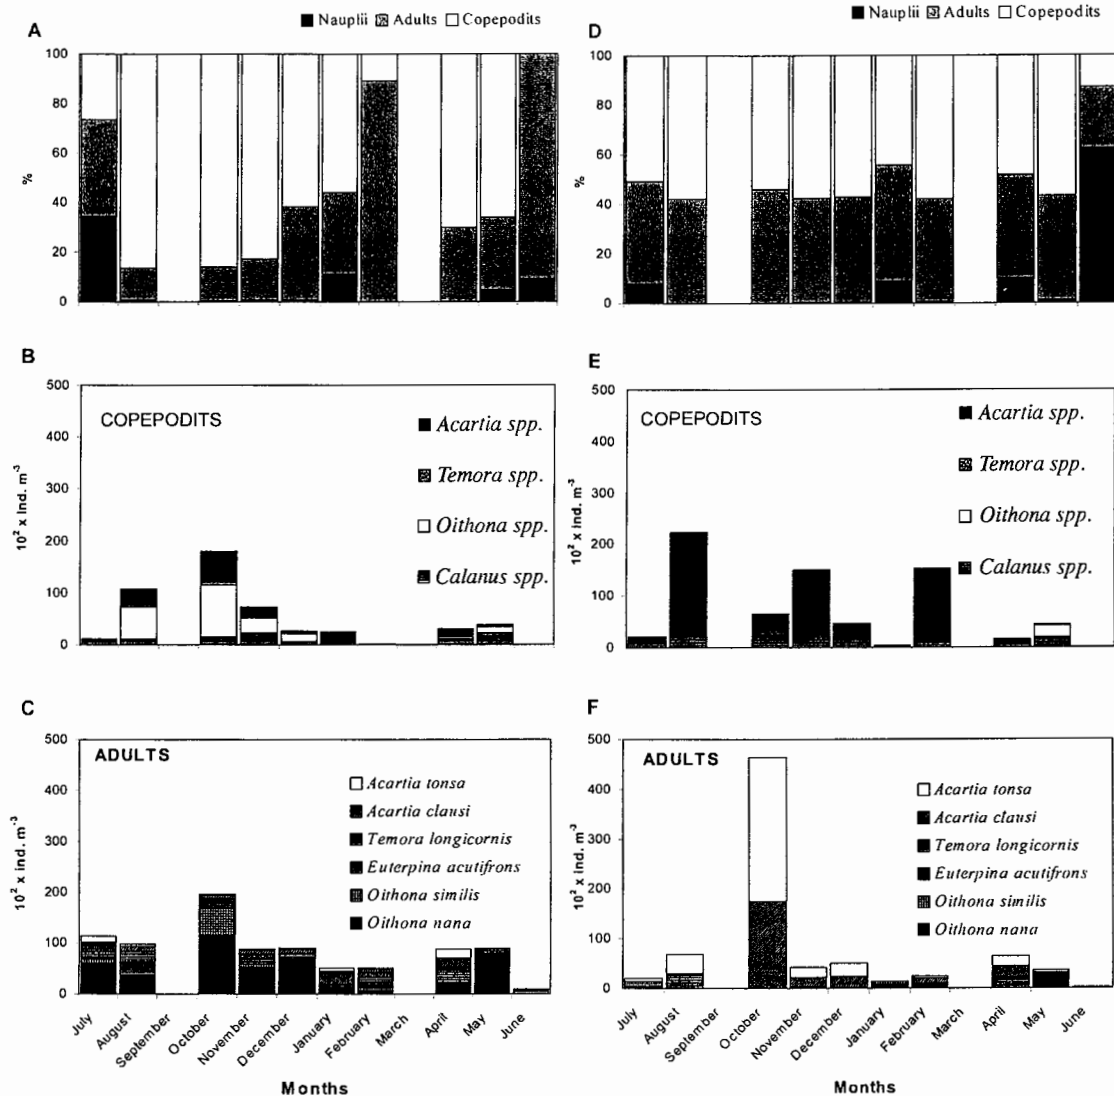 A
■ Nauplii ▩ Adults □ Copepodits
100
80
60
40
20
0
%
B
COPEPODITS
Acartia spp.
Temora spp.
Oithona spp.
Calanus spp.
500
400
300
200
100
0
10² x ind. m⁻³
C
ADULTS
Acartia tonsa
Acartia clausi
Temora longicornis
Euterpina acutifrons
Oithona similis
Oithona nana
500
400
300
200
100
0
10² x ind. m⁻³
July
August
September
October
November
December
January
February
March
April
May
June
Months
D
■ Nauplii ▩ Adults □ Copepodits
100
80
60
40
20
0
%
E
COPEPODITS
Acartia spp.
Temora spp.
Oithona spp.
Calanus spp.
500
400
300
200
100
0
10² x ind. m⁻³
F
ADULTS
Acartia tonsa
Acartia clausi
Temora longicornis
Euterpina acutifrons
Oithona similis
Oithona nana
500
400
300
200
100
0
10² x ind. m⁻³
July
August
September
October
November
December
January
February
March
April
May
June
Months